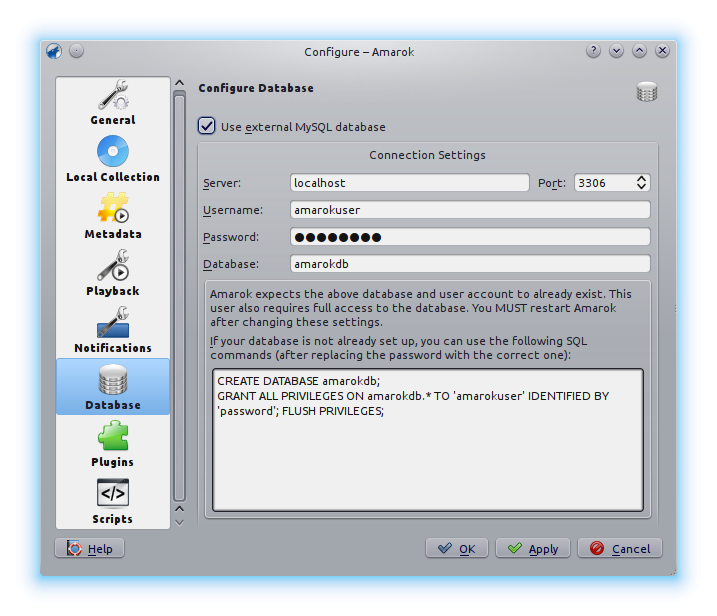 Configure – Amarok
General
Local Collection
Metadata
Playback
Notifications
Database
Plugins
Scripts
Configure Database
Use external MySQL database
Connection Settings
Server: localhost Port: 3306
Username: amarokuser
Password: ●●●●●●●●
Database: amarokdb
Amarok expects the above database and user account to already exist. This
user also requires full access to the database. You MUST restart Amarok
after changing these settings.
If your database is not already set up, you can use the following SQL
commands (after replacing the password with the correct one):
CREATE DATABASE amarokdb;
GRANT ALL PRIVILEGES ON amarokdb.* TO 'amarokuser' IDENTIFIED BY
'password'; FLUSH PRIVILEGES;
Help OK Apply Cancel